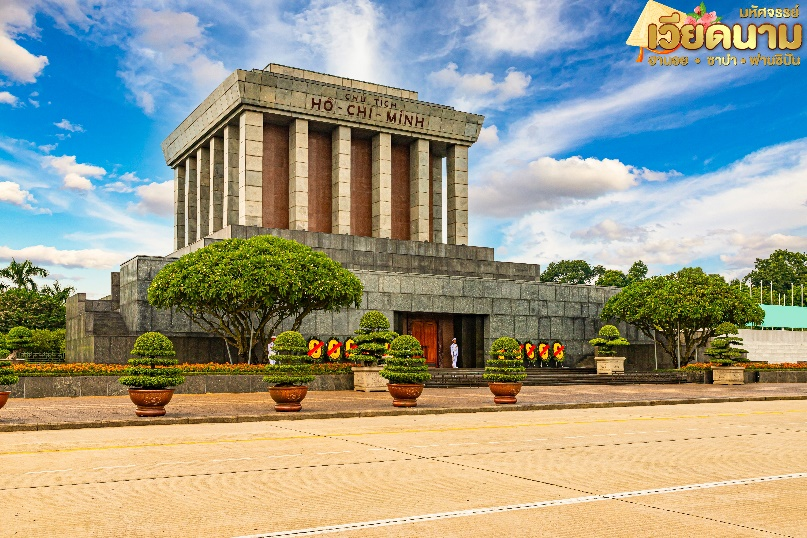 มหัศจรรย์
เวียดนาม
ฮานอย • ซาปา • ฟานซิปัน
CHỦ TỊCH
HỒ-CHÍ-MINH